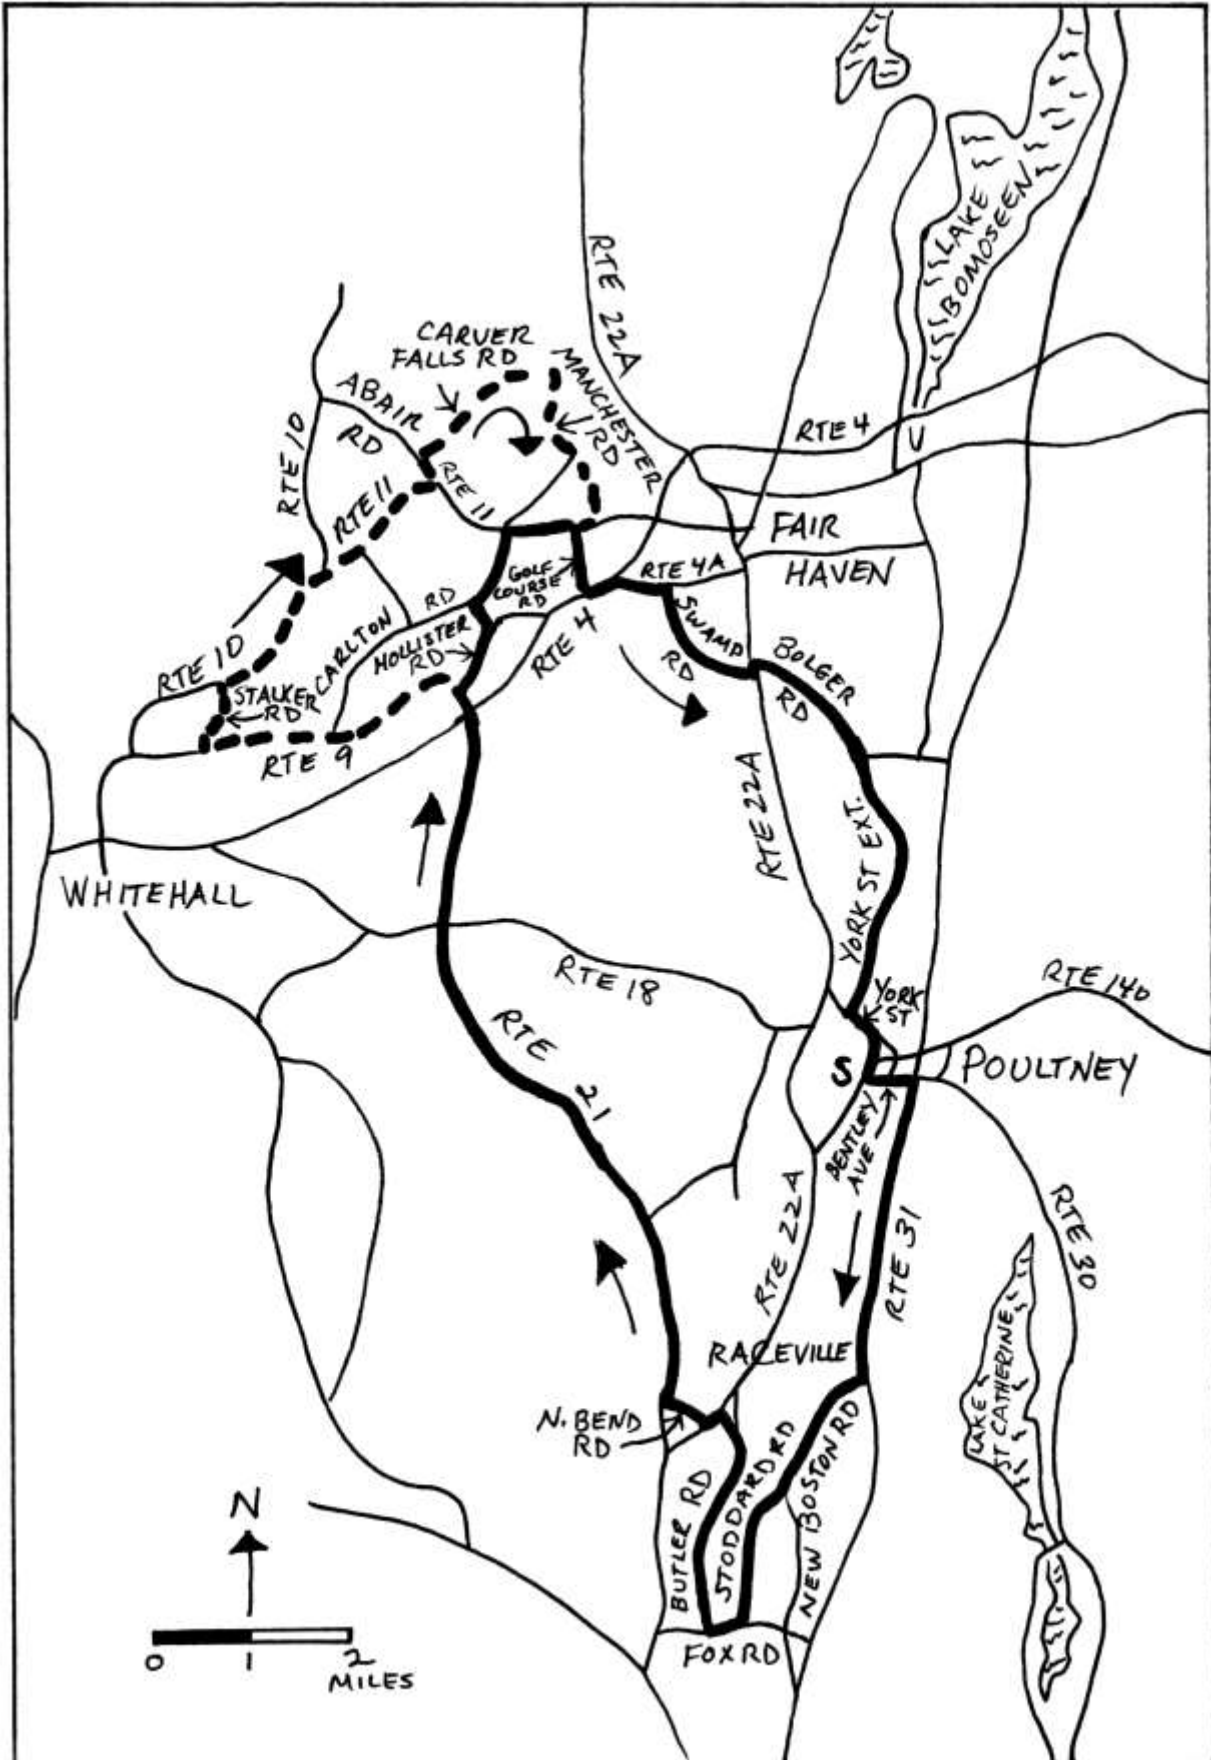 RTE 22A
LAKE
BOMOSEEN
CARVER
FALLS RD
MANCHESTER
RD
ABAIR
RD
RTE 10
RTE 11
RTE 11
RTE 4
U
FAIR
HAVEN
RTE 4A
GOLF
COURSE
RD
SWAMP
RD
BOLGER
RD
CARLTON RD
HOLLISTER
RD
RTE 4
RTE 10
STALKER
RD
RTE 9
RTE 22A
YORK ST EXT.
WHITEHALL
RTE 18
YORK
ST
RTE 140
RTE 21
S
POULTNEY
BENTLEY
AVE
RTE 22A
RTE 31
RTE 30
RACEVILLE
LAKE
ST CATHERINE
N. BEND
RD
BUTLER RD
STODDARD RD
NEW BOSTON RD
FOX RD
N
0 1 2
MILES